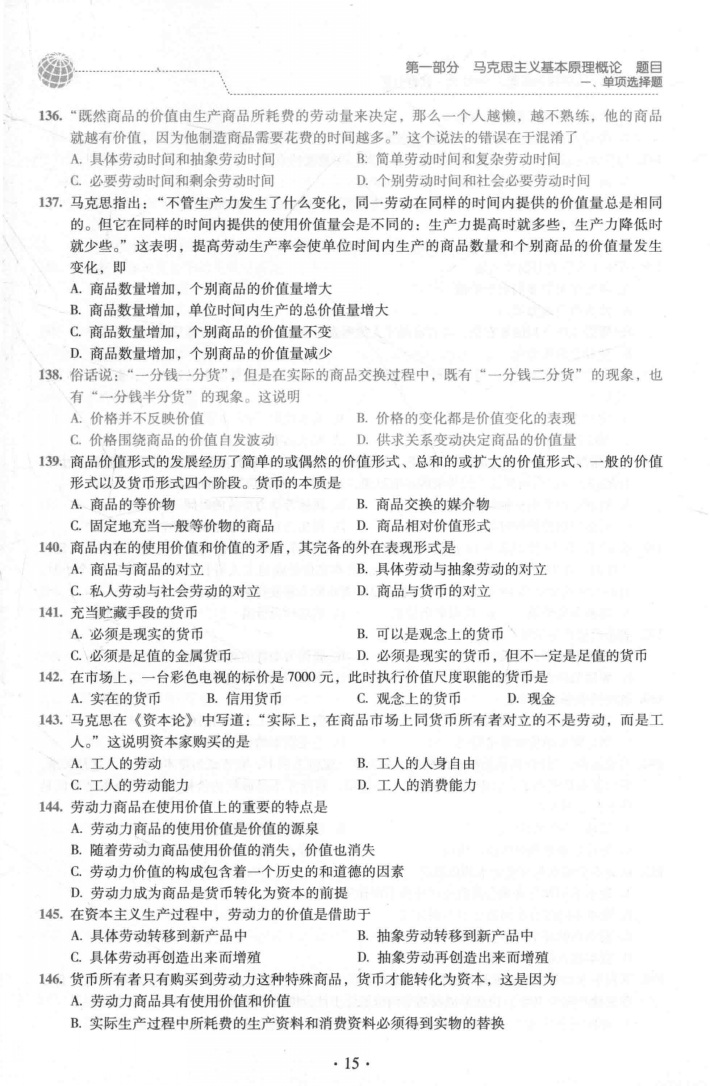 第一部分 马克思主义基本原理概论 题目
一、单项选择题
136. “既然商品的价值由生产商品所耗费的劳动量来决定，那么一个人越懒，越不熟练，他的商品
就越有价值，因为他制造商品需要花费的时间越多。”这个说法的错误在于混淆了
A. 具体劳动时间和抽象劳动时间 B. 简单劳动时间和复杂劳动时间
C. 必要劳动时间和剩余劳动时间 D. 个别劳动时间和社会必要劳动时间
137. 马克思指出：“不管生产力发生了什么变化，同一劳动在同样的时间内提供的价值量总是相同
的。但它在同样的时间内提供的使用价值量会是不同的：生产力提高时就多些，生产力降低时
就少些。”这表明，提高劳动生产率会使单位时间内生产的商品数量和个别商品的价值量发生
变化，即
A. 商品数量增加，个别商品的价值量增大
B. 商品数量增加，单位时间内生产的总价值量增大
C. 商品数量增加，个别商品的价值量不变
D. 商品数量增加，个别商品的价值量减少
138. 俗话说：“一分钱一分货”，但是在实际的商品交换过程中，既有“一分钱二分货”的现象，也
有“一分钱半分货”的现象。这说明
A. 价格并不反映价值 B. 价格的变化都是价值变化的表现
C. 价格围绕商品的价值自发波动 D. 供求关系变动决定商品的价值量
139. 商品价值形式的发展经历了简单的或偶然的价值形式、总和的或扩大的价值形式、一般的价值
形式以及货币形式四个阶段。货币的本质是
A. 商品的等价物 B. 商品交换的媒介物
C. 固定地充当一般等价物的商品 D. 商品相对价值形式
140. 商品内在的使用价值和价值的矛盾，其完备的外在表现形式是
A. 商品与商品的对立 B. 具体劳动与抽象劳动的对立
C. 私人劳动与社会劳动的对立 D. 商品与货币的对立
141. 充当贮藏手段的货币
A. 必须是现实的货币 B. 可以是观念上的货币
C. 必须是足值的金属货币 D. 必须是现实的货币，但不一定是足值的货币
142. 在市场上，一台彩色电视的标价是 7000 元，此时执行价值尺度职能的货币是
A. 实在的货币 B. 信用货币 C. 观念上的货币 D. 现金
143. 马克思在《资本论》中写道：“实际上，在商品市场上同货币所有者对立的不是劳动，而是工
人。”这说明资本家购买的是
A. 工人的劳动 B. 工人的人身自由
C. 工人的劳动能力 D. 工人的消费能力
144. 劳动力商品在使用价值上的重要的特点是
A. 劳动力商品的使用价值是价值的源泉
B. 随着劳动力商品使用价值的消失，价值也消失
C. 劳动力价值的构成包含着一个历史的和道德的因素
D. 劳动力成为商品是货币转化为资本的前提
145. 在资本主义生产过程中，劳动力的价值是借助于
A. 具体劳动转移到新产品中 B. 抽象劳动转移到新产品中
C. 具体劳动再创造出来而增殖 D. 抽象劳动再创造出来而增殖
146. 货币所有者只有购买到劳动力这种特殊商品，货币才能转化为资本，这是因为
A. 劳动力商品具有使用价值和价值
B. 实际生产过程中所耗费的生产资料和消费资料必须得到实物的替换
· 15 ·